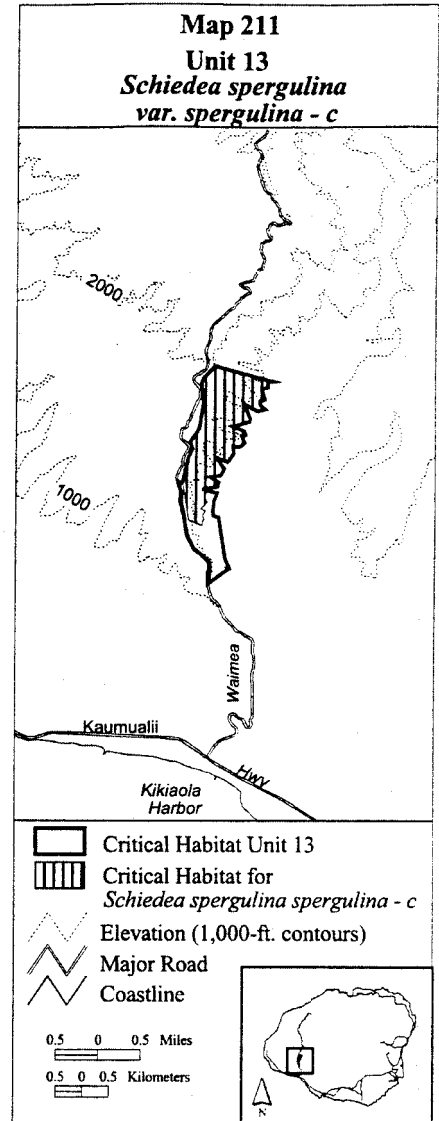 Map 211
Unit 13
Schiedea spergulina
var. spergulina - c
2000
1000
Waimea
Kaumualii
Hwy
Kikiaola
Harbor
Critical Habitat Unit 13
Critical Habitat for
Schiedea spergulina spergulina - c
Elevation (1,000-ft. contours)
Major Road
Coastline
0.5 0 0.5 Miles
0.5 0 0.5 Kilometers
N